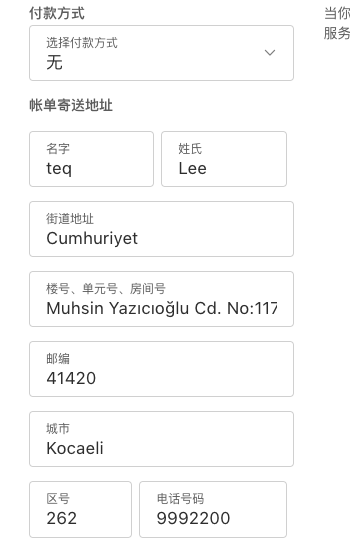 付款方式
选择付款方式
无
帐单寄送地址
名字
teq
姓氏
Lee
街道地址
Cumhuriyet
楼号、单元号、房间号
Muhsin Yazıcıoğlu Cd. No:117
邮编
41420
城市
Kocaeli
区号
262
电话号码
9992200
当你
服务